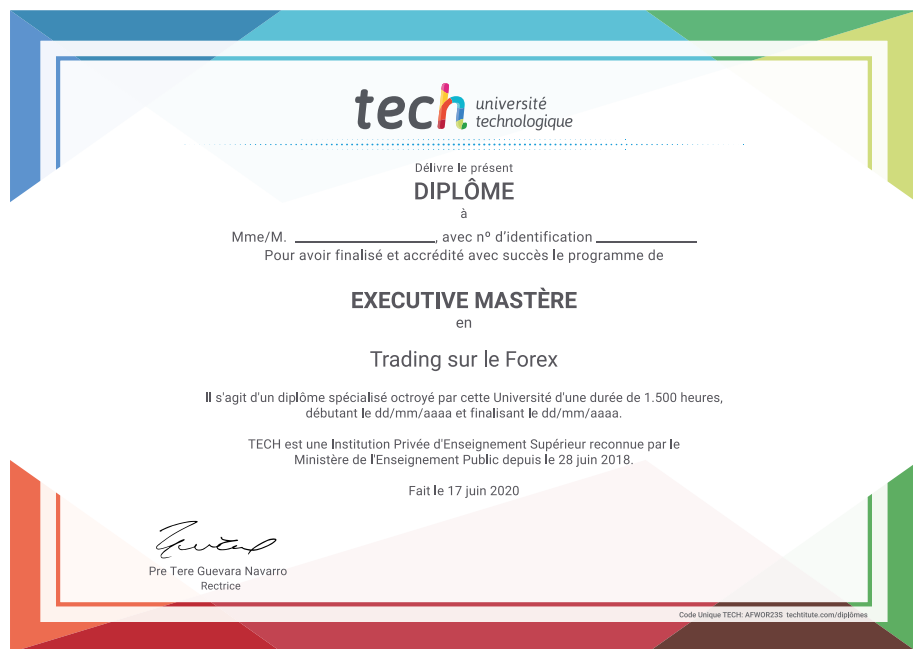 tech université
technologique
Délivre le présent
DIPLÔME
à
Mme/M. ____________, avec nº d'identification ____________
Pour avoir finalisé et accrédité avec succès le programme de
EXECUTIVE MASTÈRE
en
Trading sur le Forex
Il s'agit d'un diplôme spécialisé octroyé par cette Université d'une durée de 1.500 heures,
débutant le dd/mm/aaaa et finalisant le dd/mm/aaaa.
TECH est une Institution Privée d'Enseignement Supérieur reconnue par le
Ministère de l'Enseignement Public depuis le 28 juin 2018.
Fait le 17 juin 2020
Pre Tere Guevara Navarro
Rectrice
Code Unique TECH: AFWOR23S techtitute.com/diplômes